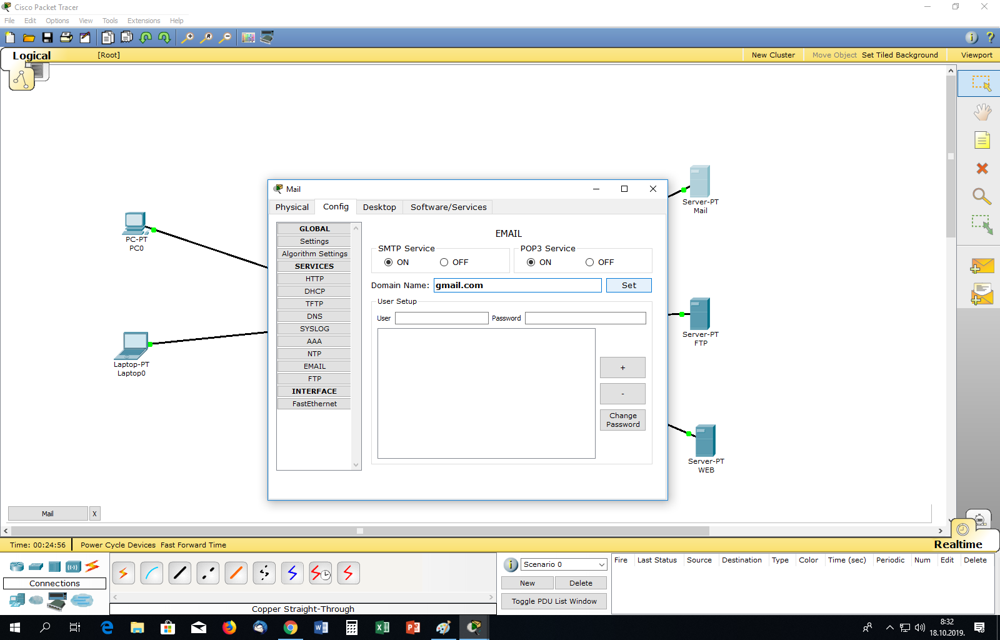 Cisco Packet Tracer
File Edit Options View Tools Extensions Help
Logical [Root] New Cluster Move Object Set Tiled Background Viewport
Server-PT
Mail
PC-PT
PC0
Laptop-PT
Laptop0
Mail
Physical Config Desktop Software/Services
GLOBAL
Settings
Algorithm Settings
SERVICES
HTTP
DHCP
TFTP
DNS
SYSLOG
AAA
NTP
EMAIL
FTP
INTERFACE
FastEthernet
EMAIL
SMTP Service POP3 Service
ON OFF ON OFF
Domain Name: gmail.com Set
User Setup
User Password
+
-
Change
Password
Server-PT
FTP
Server-PT
WEB
Mail X
Realtime
Time: 00:24:56 Power Cycle Devices Fast Forward Time
Connections
Copper Straight-Through
Scenario 0
New Delete
Toggle PDU List Window
Fire Last Status Source Destination Type Color Time (sec) Periodic Num Edit Delete
8:32
18.10.2019.